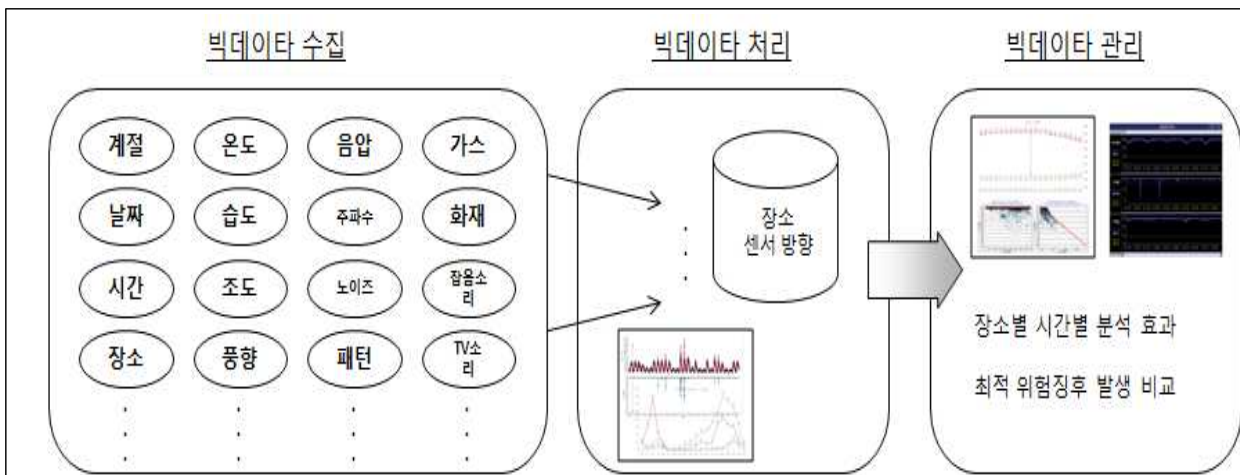 빅데이타 수집
빅데이타 처리
빅데이타 관리
계절
온도
음압
가스
날짜
습도
주파수
화재
시간
조도
노이즈
잡음소
리
장소
풍향
패턴
TV소
리
장소
센서 방향
장소별 시간별 분석 효과
최적 위험징후 발생 비교